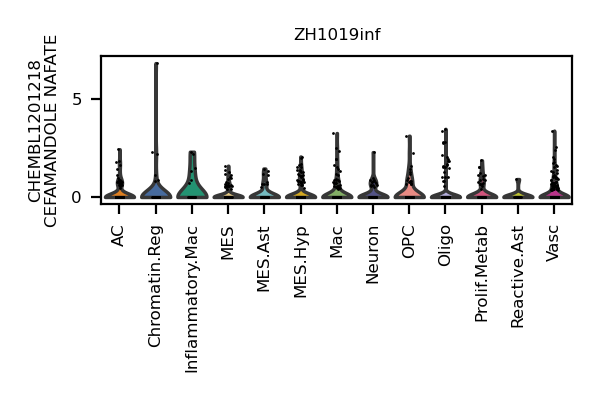 ZH1019inf
CHEMBL1201218
CEFAMANDOLE NAFATE
5
0
AC
Chromatin.Reg
Inflammatory.Mac
MES
MES.Ast
MES.Hyp
Mac
Neuron
OPC
Oligo
Prolif.Metab
Reactive.Ast
Vasc